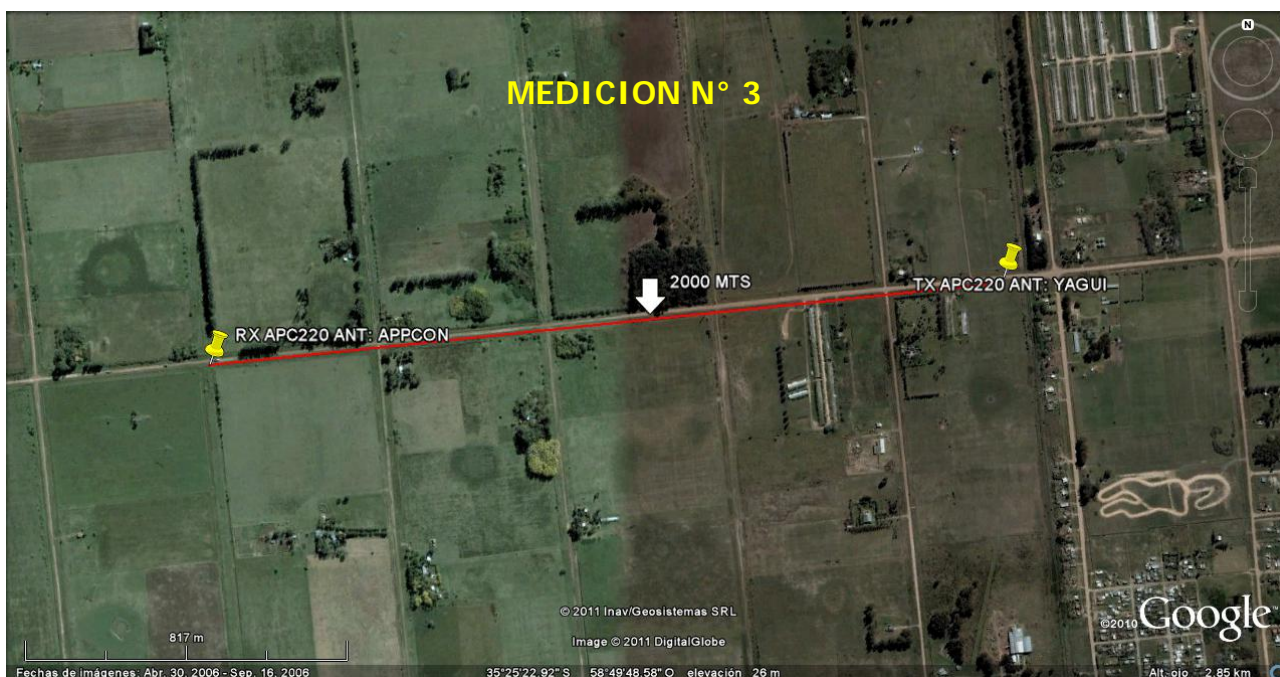 N
MEDICION N° 3
2000 MTS
TX APC220 ANT: YAGUI
RX APC220 ANT: APPCON
© 2011 Inav/Geosistemas SRL
©2010 Google
817 m
Image © 2011 DigitalGlobe
Fechas de imágenes: Abr. 30, 2006 - Sep. 16, 2006 35°25'22.92" S 58°49'48.58" O elevación 26 m Alt. ojo 2.85 km